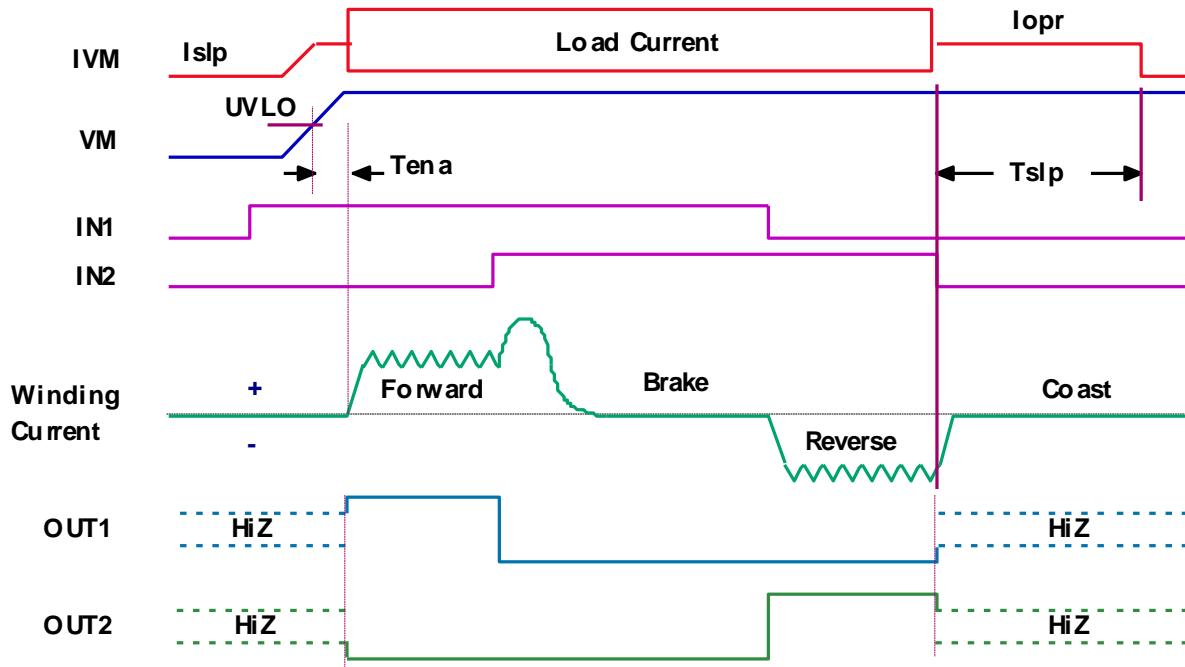 IVM
Islp
Load Current
Iopr
UVLO
VM
Tena
Tslp
IN1
IN2
Winding
Current
+
-
Forward
Brake
Reverse
Coast
OUT1
HiZ
HiZ
OUT2
HiZ
HiZ